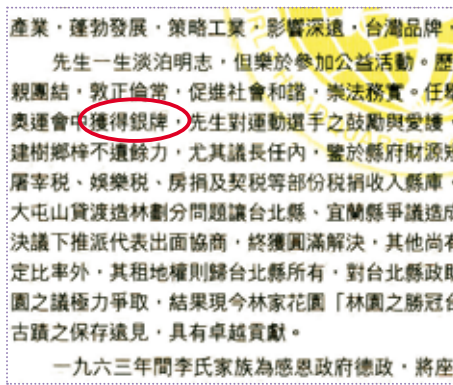 產業，蓬勃發展，策略工業，影響深遠，台灣品牌，
先生一生淡泊明志，但樂於參加公益活動。歷
親團結，敦正倫常，促進社會和諧，崇法務實。任舉
奧運會中獲得銀牌，先生對運動選手之鼓勵與愛護，
建樹鄉梓不遺餘力，尤其議長任內，鑒於縣府財源
屠宰稅、娛樂稅、房捐及契稅等部份稅捐收入縣庫，
大屯山貸渡造林劃分問題讓台北縣、宜蘭縣爭議造成
決議下推派代表出面協商，終獲圓滿解決，其他尚有
定比率外，其租地權則歸台北縣所有，對台北縣政
園之議極力爭取，結果現今林家花園「林園之勝冠台
古蹟之保存遠見，具有卓越貢獻。
一九六三年間李氏家族為感恩政府德政，將座